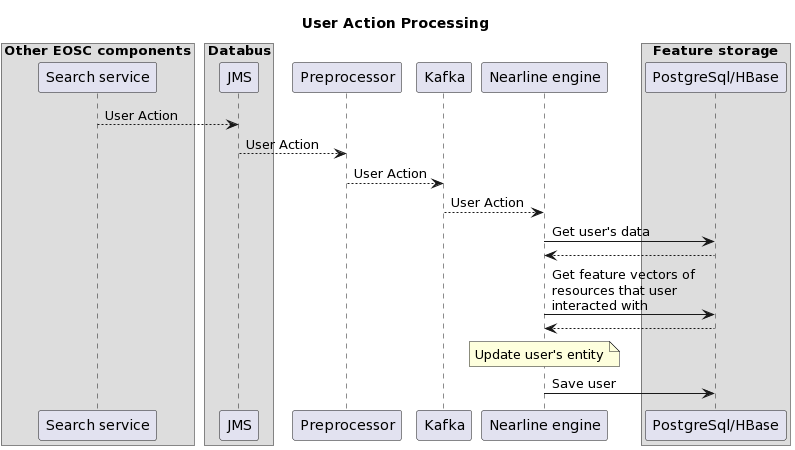 User Action Processing
Other EOSC components
Databus
Feature storage
Search service
JMS
Preprocessor
Kafka
Nearline engine
PostgreSql/HBase
User Action
User Action
User Action
User Action
Get user's data
Get feature vectors of
resources that user
interacted with
Update user's entity
Save user
Search service
JMS
Preprocessor
Kafka
Nearline engine
PostgreSql/HBase